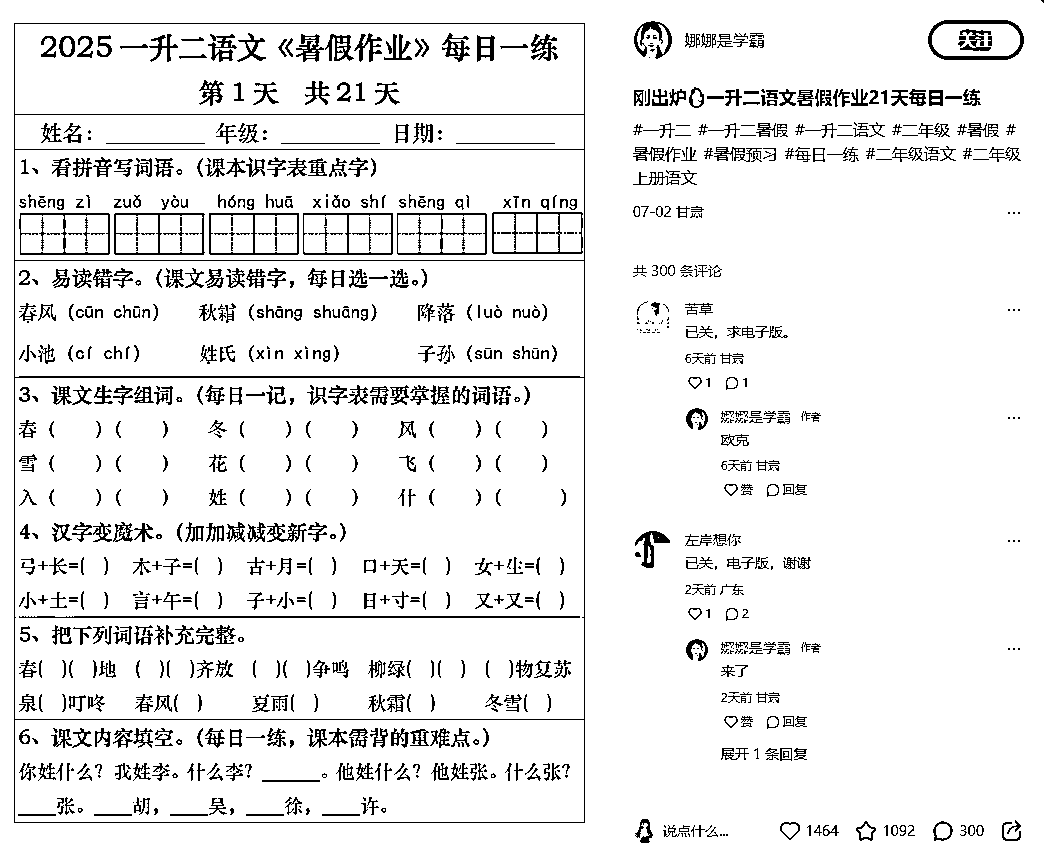 2025一升二语文《暑假作业》每日一练
第1天 共21天
姓名：_________ 年级：_________ 日期：_________
1、看拼音写词语。（课本识字表重点字）
shēng zì zuǒ yòu hóng huā xiǎo shí shēng qì xīn qíng
2、易读错字。（课文易读错字，每日选一选。）
春风（cūn chūn） 秋霜（shāng shuāng） 降落（luò nuò）
小池（cí chí） 姓氏（xìn xìng） 子孙（sūn shūn）
3、课文生字组词。（每日一记，识字表需要掌握的词语。）
春（ ）（ ） 冬（ ）（ ） 风（ ）（ ）
雪（ ）（ ） 花（ ）（ ） 飞（ ）（ ）
入（ ）（ ） 姓（ ）（ ） 什（ ）（ ）
4、汉字变魔术。（加加减减变新字。）
弓+长=( ) 木+子=( ) 古+月=( ) 口+天=( ) 女+生=( )
小+土=( ) 言+午=( ) 子+小=( ) 日+寸=( ) 又+又=( )
5、把下列词语补充完整。
春( )( )地 ( )( )齐放 ( )( )争鸣 柳绿( )( ) ( )物复苏
泉( )叮咚 春风( ) 夏雨( ) 秋霜( ) 冬雪( )
6、课文内容填空。（每日一练，课本需背的重难点。）
你姓什么？我姓李。什么李？______。他姓什么？他姓张。什么张？
____张。____胡，____吴，____徐，____许。
娜娜是学霸
关注
刚出炉🥚一升二语文暑假作业21天每日一练
#一升二 #一升二暑假 #一升二语文 #二年级 #暑假 #
暑假作业 #暑假预习 #每日一练 #二年级语文 #二年级
上册语文
07-02 甘肃
共 300 条评论
苦草
已关，求电子版。
6天前 甘肃
1 1
娜娜是学霸 作者
欧克
6天前 甘肃
赞 回复
左岸想你
已关，电子版，谢谢
2天前 广东
1 2
娜娜是学霸 作者
来了
2天前 甘肃
赞 回复
展开 1 条回复
说点什么... 1464 1092 300